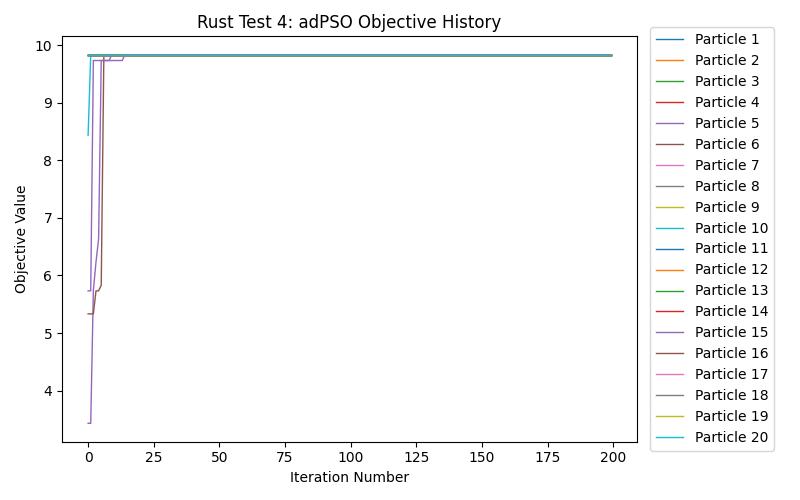 Rust Test 4: adPSO Objective History
10
9
8
7
6
5
4
Objective Value
0
25
50
75
100
125
150
175
200
Iteration Number
Particle 1
Particle 2
Particle 3
Particle 4
Particle 5
Particle 6
Particle 7
Particle 8
Particle 9
Particle 10
Particle 11
Particle 12
Particle 13
Particle 14
Particle 15
Particle 16
Particle 17
Particle 18
Particle 19
Particle 20